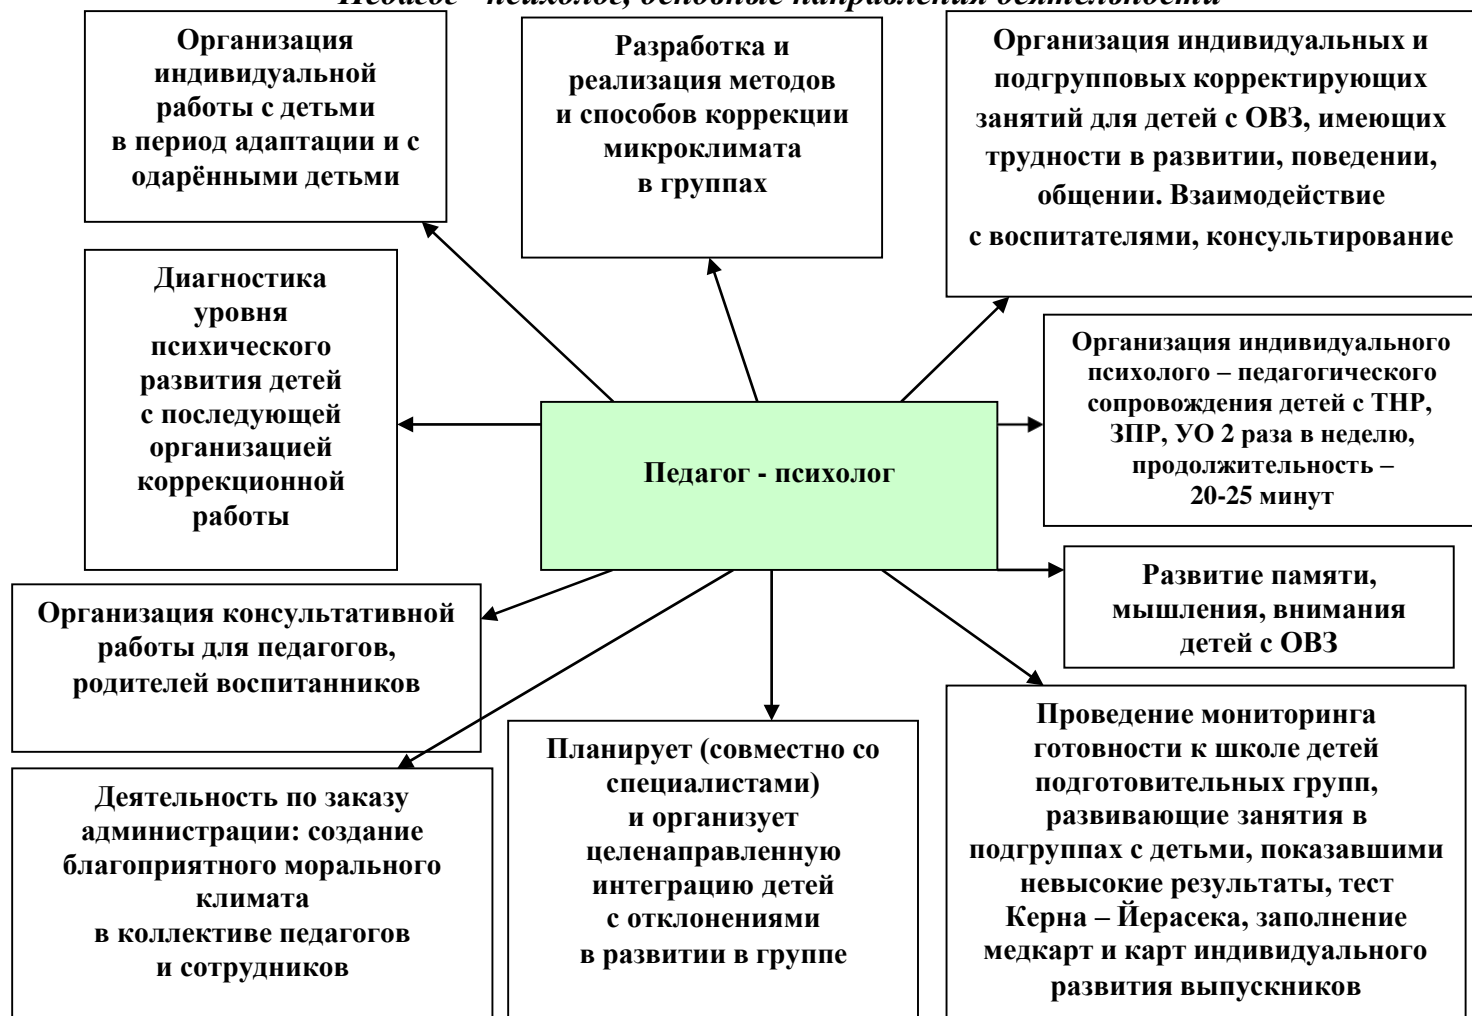 Педагог - психолог, основные направления деятельности
Организация
индивидуальной
работы с детьми
в период адаптации и с
одарёнными детьми
Разработка и
реализация методов
и способов коррекции
микроклимата
в группах
Организация индивидуальных и
подгрупповых корректирующих
занятий для детей с ОВЗ, имеющих
трудности в развитии, поведении,
общении. Взаимодействие
с воспитателями, консультирование
Диагностика
уровня
психического
развития детей
с последующей
организацией
коррекционной
работы
Организация индивидуального
психолого – педагогического
сопровождения детей с ТНР,
ЗПР, УО 2 раза в неделю,
продолжительность –
20-25 минут
Педагог - психолог
Развитие памяти,
мышления, внимания
детей с ОВЗ
Организация консультативной
работы для педагогов,
родителей воспитанников
Деятельность по заказу
администрации: создание
благоприятного морального
климата
в коллективе педагогов
и сотрудников
Планирует (совместно со
специалистами)
и организует
целенаправленную
интеграцию детей
с отклонениями
в развитии в группе
Проведение мониторинга
готовности к школе детей
подготовительных групп,
развивающие занятия в
подгруппах с детьми, показавшими
невысокие результаты, тест
Керна – Йерасека, заполнение
медкарт и карт индивидуального
развития выпускников